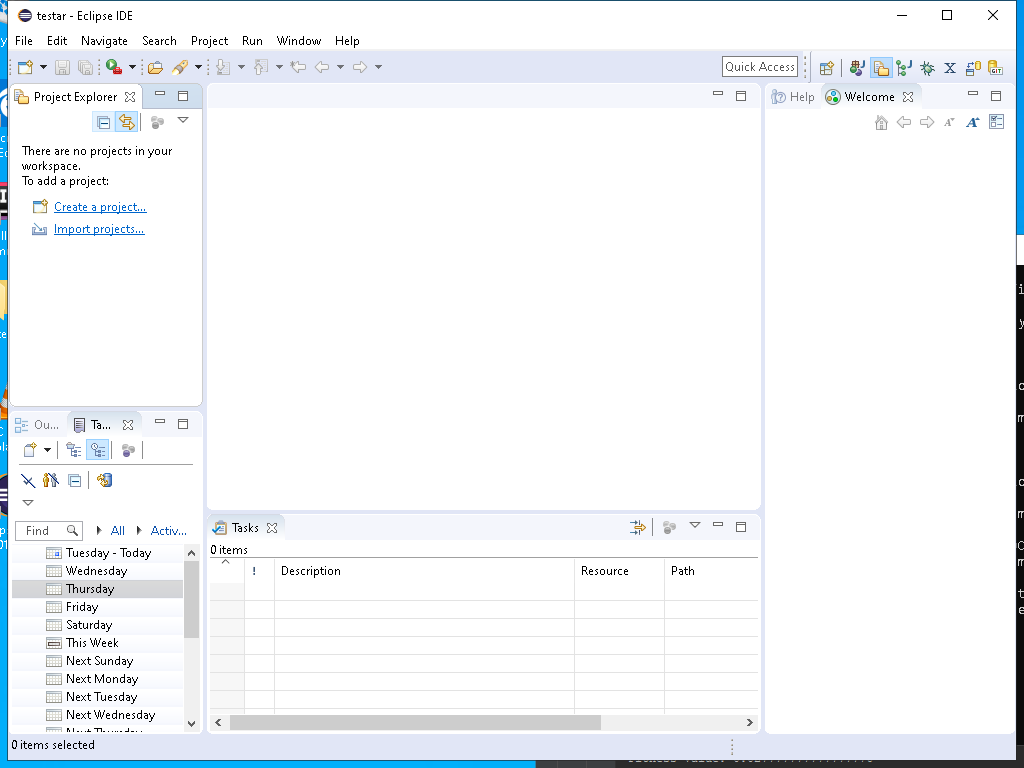 testar - Eclipse IDE
File Edit Navigate Search Project Run Window Help
Quick Access
Project Explorer
Help Welcome
There are no projects in your
workspace.
To add a project:
Create a project...
Import projects...
Ou... Ta...
Find All Activ...
Tuesday - Today
Wednesday
Thursday
Friday
Saturday
This Week
Next Sunday
Next Monday
Next Tuesday
Next Wednesday
Next Thursday
Tasks
0 items
! Description Resource Path
0 items selected